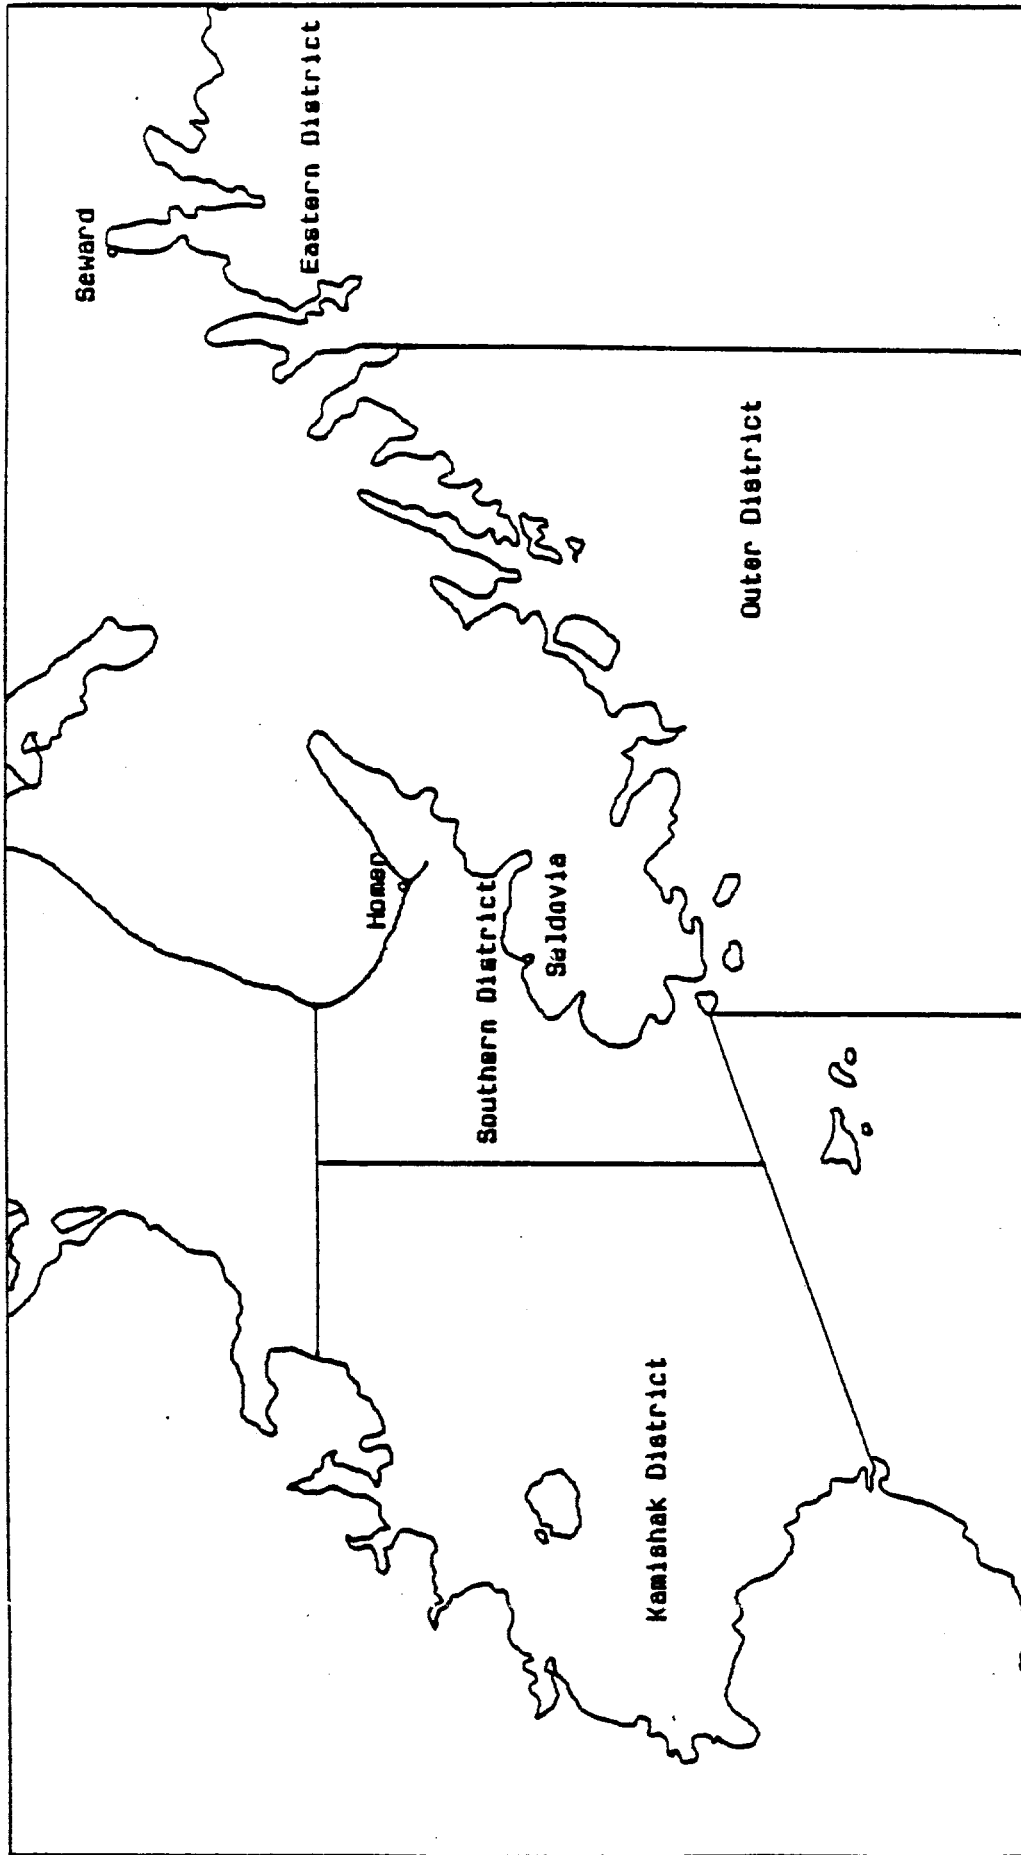 Seward
Eastern District
Homer
Outer District
Southern District
Seldovia
Kamishak District